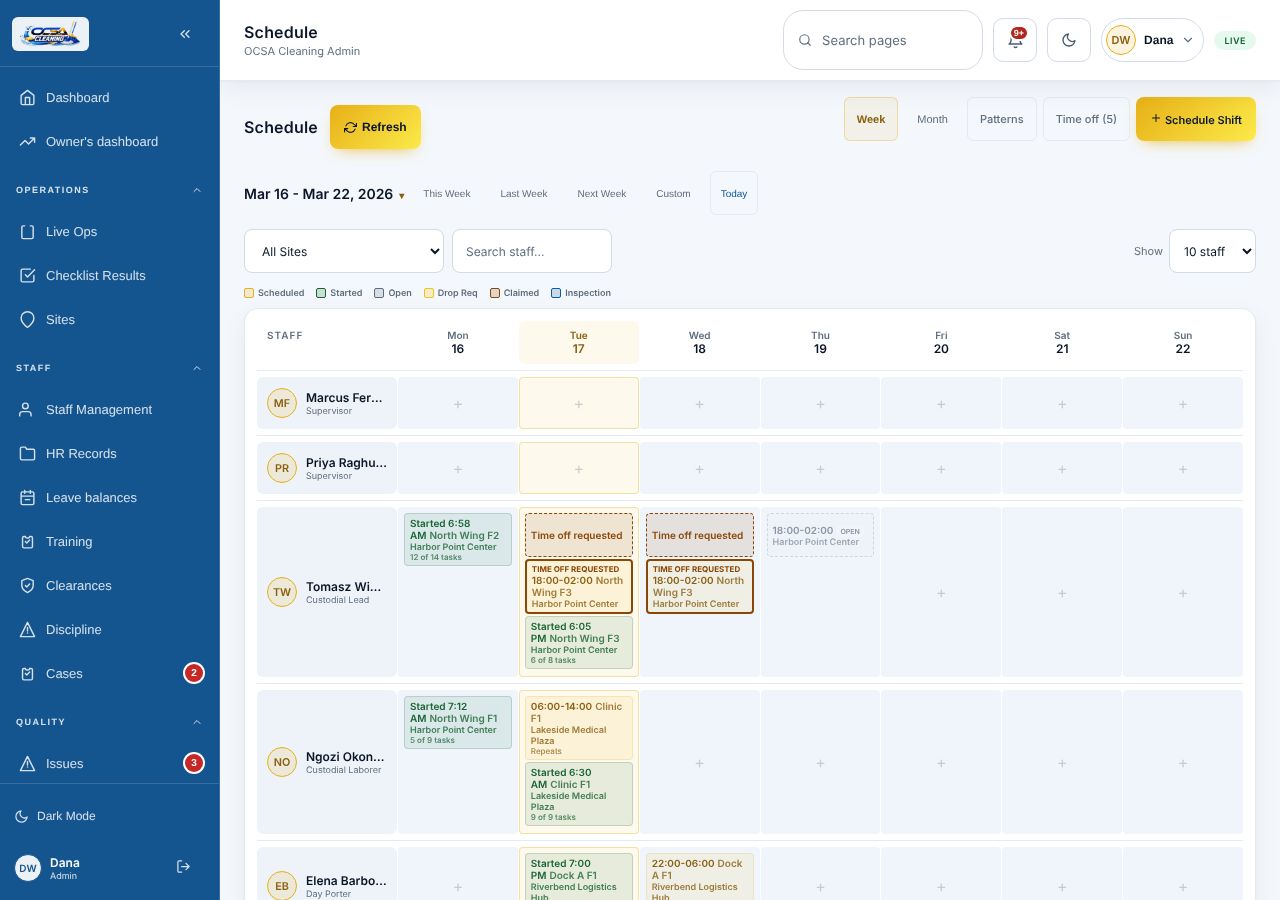 OCSA
CLEANING
Dashboard
Owner's dashboard
OPERATIONS
Live Ops
Checklist Results
Sites
STAFF
Staff Management
HR Records
Leave balances
Training
Clearances
Discipline
Cases 2
QUALITY
Issues 3
Dark Mode
DW
Dana
Admin
Schedule
OCSA Cleaning Admin
Search pages
9+
DW Dana
LIVE
Schedule
Refresh
Week
Month
Patterns
Time off (5)
+ Schedule Shift
Mar 16 - Mar 22, 2026 ▾
This Week
Last Week
Next Week
Custom
Today
All Sites
Search staff...
Show
10 staff
Scheduled
Started
Open
Drop Req
Claimed
Inspection
STAFF
Mon
16
Tue
17
Wed
18
Thu
19
Fri
20
Sat
21
Sun
22
MF
Marcus Fer...
Supervisor
+ + + + + + +
PR
Priya Raghu...
Supervisor
+ + + + + + +
TW
Tomasz Wi...
Custodial Lead
Started 6:58
AM North Wing F2
Harbor Point Center
12 of 14 tasks
Time off requested
TIME OFF REQUESTED
18:00-02:00 North
Wing F3
Harbor Point Center
Started 6:05
PM North Wing F3
Harbor Point Center
6 of 8 tasks
Time off requested
TIME OFF REQUESTED
18:00-02:00 North
Wing F3
Harbor Point Center
18:00-02:00 OPEN
Harbor Point Center
+ + +
NO
Ngozi Okon...
Custodial Laborer
Started 7:12
AM North Wing F1
Harbor Point Center
5 of 9 tasks
06:00-14:00 Clinic
F1
Lakeside Medical
Plaza
Repeats
Started 6:30
AM Clinic F1
Lakeside Medical
Plaza
9 of 9 tasks
+ + + + +
EB
Elena Barbo...
Day Porter
+
Started 7:00
PM Dock A F1
Riverbend Logistics
Hub
22:00-06:00 Dock
A F1
Riverbend Logistics
Hub
+ + + +